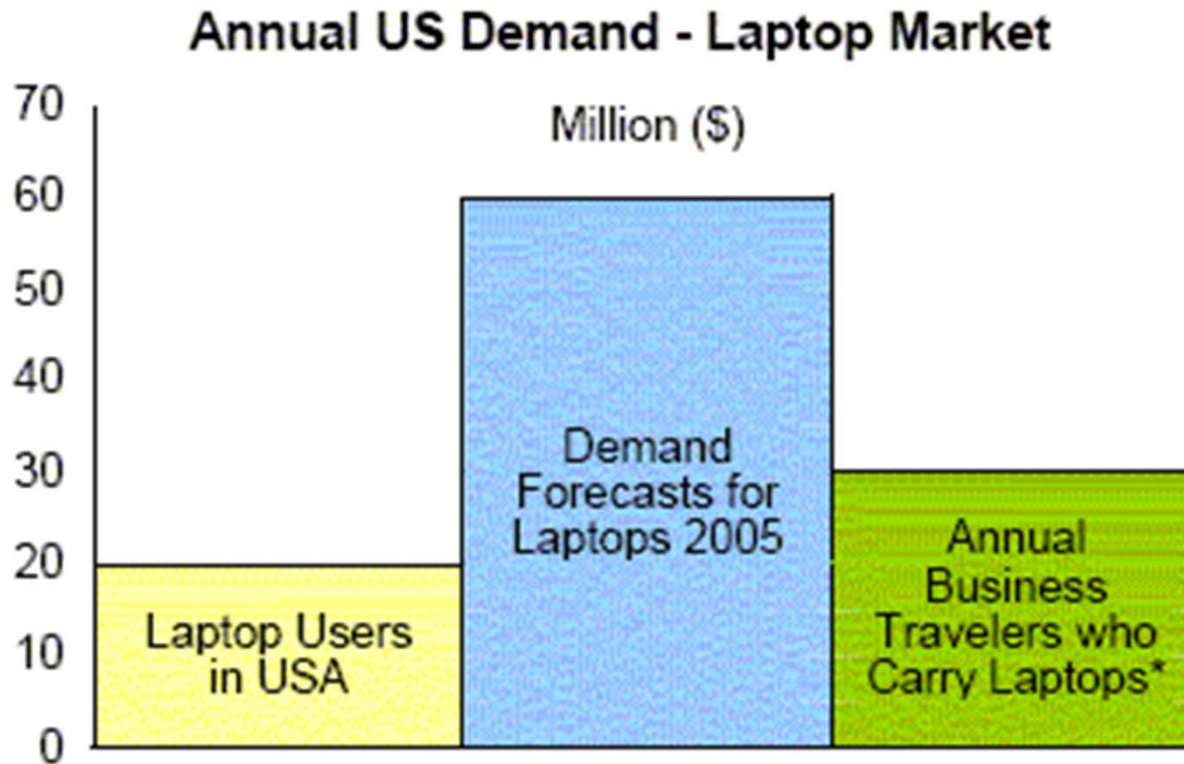 Annual US Demand - Laptop Market
Million ($)
70
60
50
40
30
20
10
0
Laptop Users
in USA
Demand
Forecasts for
Laptops 2005
Annual
Business
Travelers who
Carry Laptops*